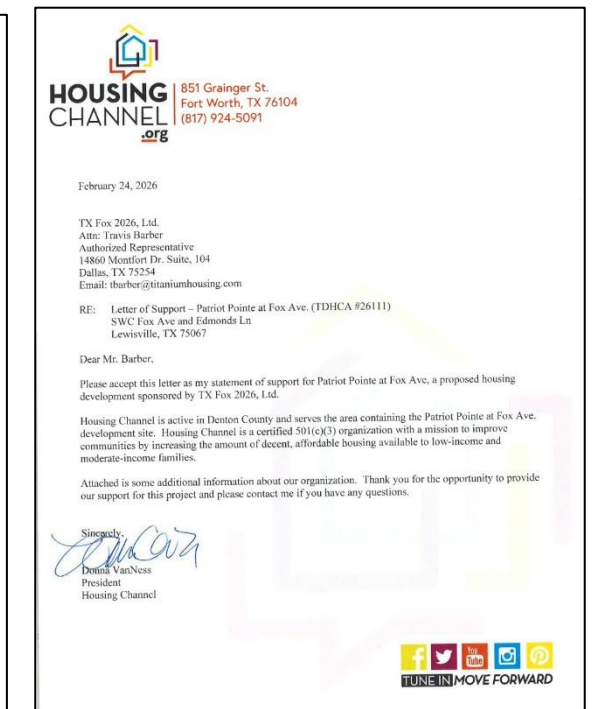 HOUSING
CHANNEL
.org
851 Grainger St.
Fort Worth, TX 76104
(817) 924-5091
February 24, 2026
TX Fox 2026, Ltd.
Attn: Travis Barber
Authorized Representative
14860 Montfort Dr. Suite, 104
Dallas, TX 75254
Email: tbarber@titaniumhousing.com
RE: Letter of Support – Patriot Pointe at Fox Ave. (TDHCA #26111)
SWC Fox Ave and Edmonds Ln
Lewisville, TX 75067
Dear Mr. Barber,
Please accept this letter as my statement of support for Patriot Pointe at Fox Ave, a proposed housing
development sponsored by TX Fox 2026, Ltd.
Housing Channel is active in Denton County and serves the area containing the Patriot Pointe at Fox Ave.
development site. Housing Channel is a certified 501(c)(3) organization with a mission to improve
communities by increasing the amount of decent, affordable housing available to low-income and
moderate-income families.
Attached is some additional information about our organization. Thank you for the opportunity to provide
our support for this project and please contact me if you have any questions.
Sincerely,
Donna VanNess
President
Housing Channel
You
Tube
TUNE IN MOVE FORWARD